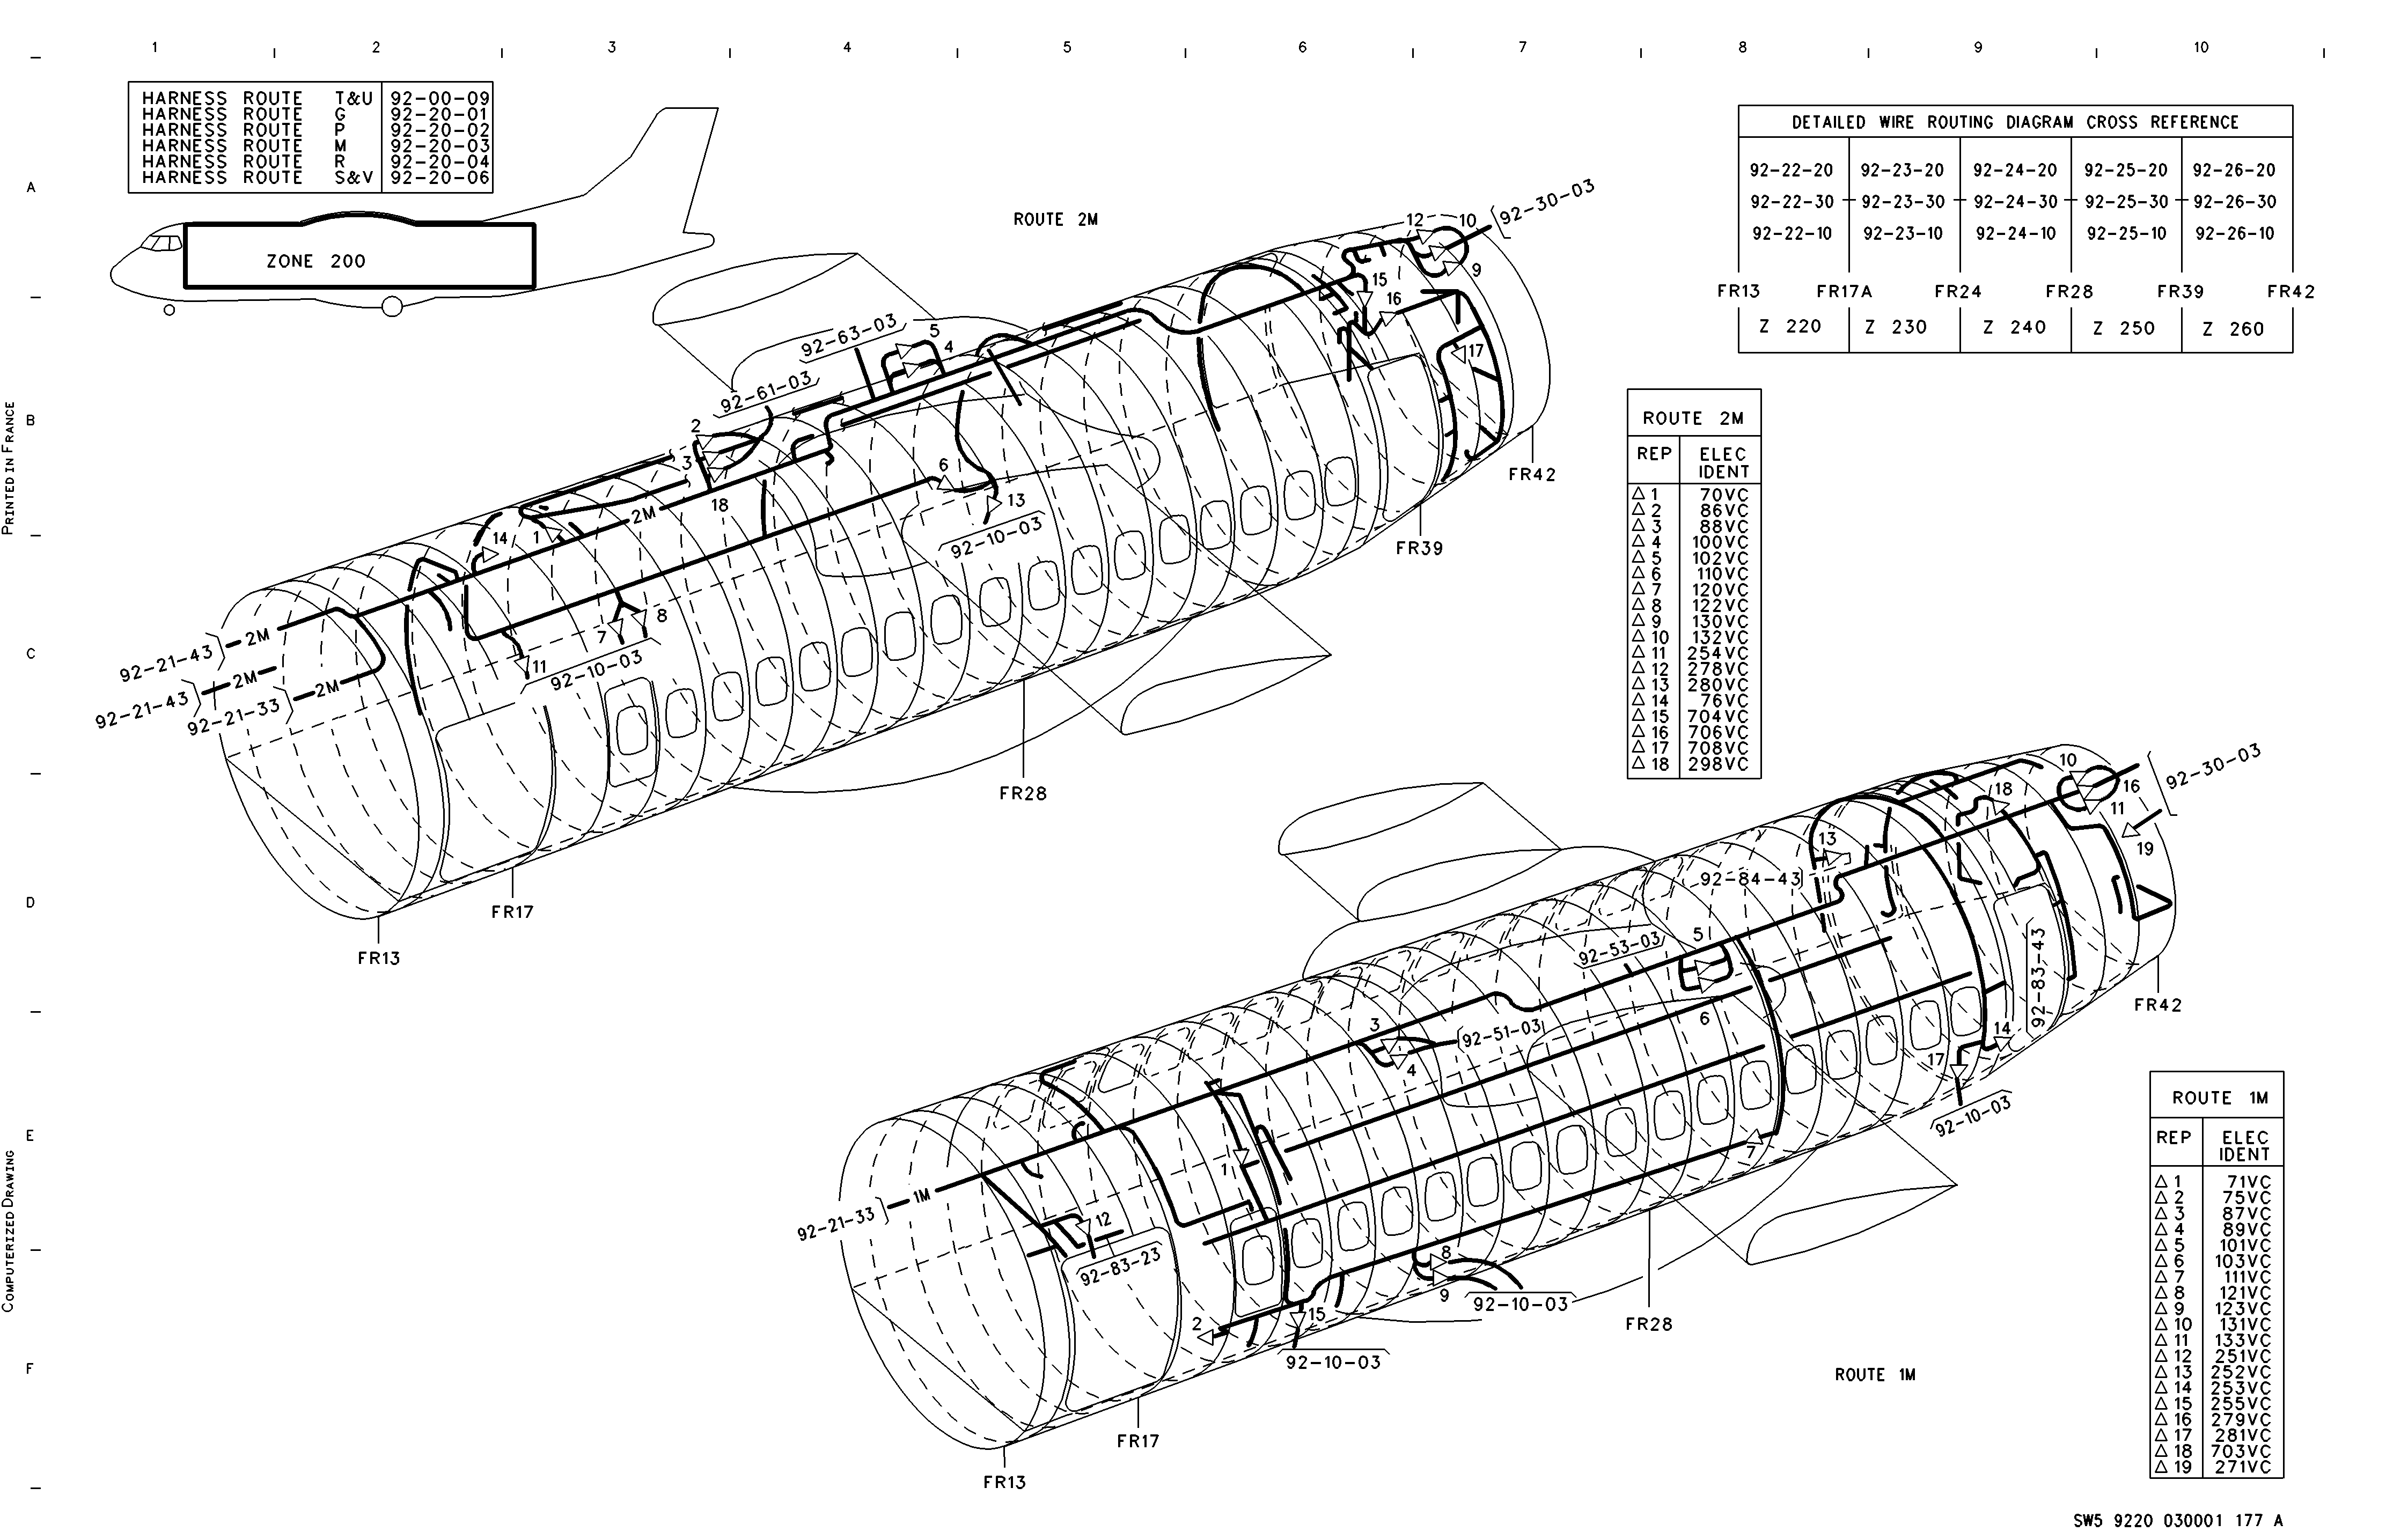 1 2 3 4 5 6 7 8 9 10
HARNESS ROUTE T&U 92-00-09
HARNESS ROUTE G 92-20-01
HARNESS ROUTE P 92-20-02
HARNESS ROUTE M 92-20-03
HARNESS ROUTE R 92-20-04
HARNESS ROUTE S&V 92-20-06
ZONE 200
A
B
C
D
E
F
PRINTED IN FRANCE
COMPUTERIZED DRAWING
DETAILED WIRE ROUTING DIAGRAM CROSS REFERENCE
92-22-20 92-23-20 92-24-20 92-25-20 92-26-20
92-22-30 92-23-30 92-24-30 92-25-30 92-26-30
92-22-10 92-23-10 92-24-10 92-25-10 92-26-10
FR13 FR17A FR24 FR28 FR39 FR42
Z 220 Z 230 Z 240 Z 250 Z 260
ROUTE 2M
12
10
92-30-03
9
15
16
17
92-63-03
5
4
92-61-03
2
3
18
6
13
92-10-03
2M
14
1
7
8
11
92-10-03
92-21-43
2M
92-21-43
2M
92-21-33
2M
FR42
FR39
FR28
FR17
FR13
ROUTE 2M
REP ELEC
IDENT
1 70VC
2 86VC
3 88VC
4 100VC
5 102VC
6 110VC
7 120VC
8 122VC
9 130VC
10 132VC
11 254VC
12 278VC
13 280VC
14 76VC
15 704VC
16 706VC
17 708VC
18 298VC
10
92-30-03
16
11
18
19
13
92-84-43
5
92-53-03
6
92-83-43
FR42
3
92-51-03
4
14
17
92-10-03
7
1
92-21-33
1M
12
92-83-23
8
9
92-10-03
15
2
92-10-03
FR28
FR17
FR13
ROUTE 1M
ROUTE 1M
REP ELEC
IDENT
1 71VC
2 75VC
3 87VC
4 89VC
5 101VC
6 103VC
7 111VC
8 121VC
9 123VC
10 131VC
11 133VC
12 251VC
13 252VC
14 253VC
15 255VC
16 279VC
17 281VC
18 703VC
19 271VC
SW5 9220 030001 177 A